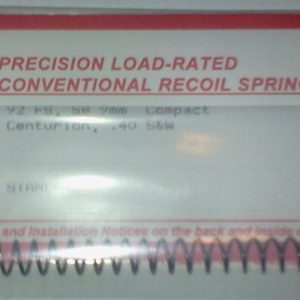 PRECISION LOAD-RATED
CONVENTIONAL RECOIL SPRING
92 FS, SB 9mm Compact
Centurion, .40 S&W
and Installation Notices on the back and inside